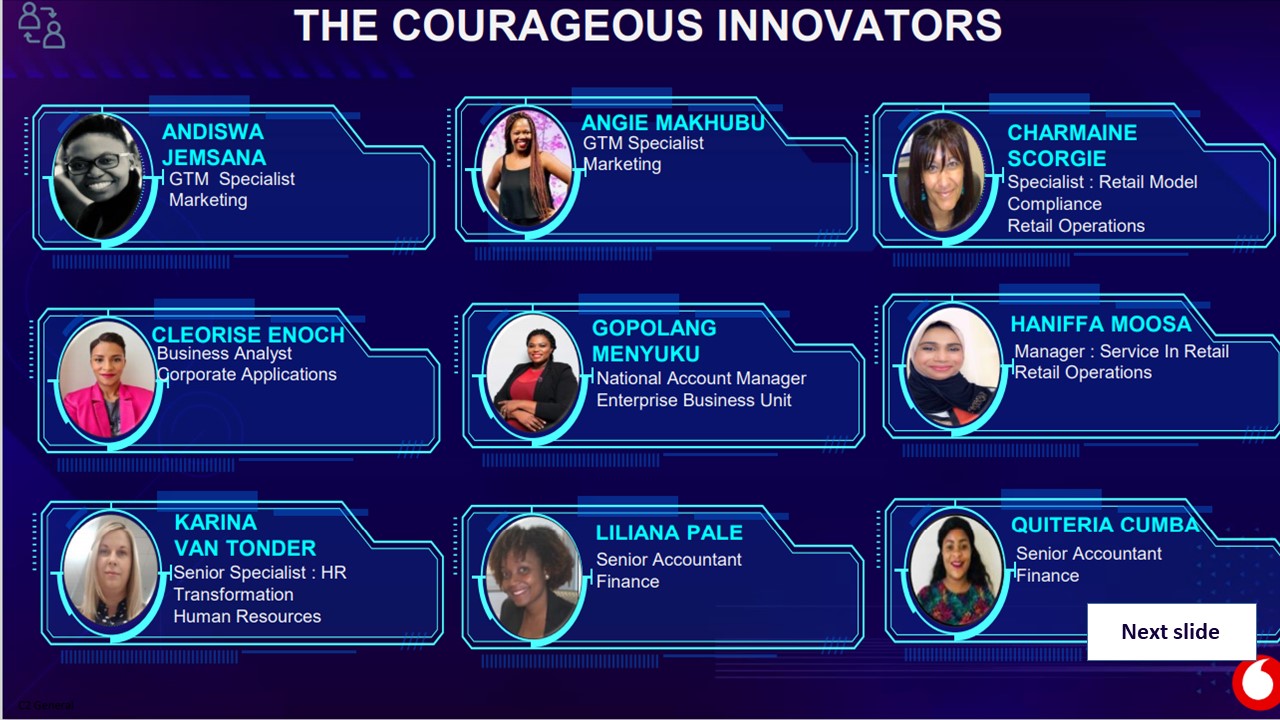 THE COURAGEOUS INNOVATORS
ANDISWA
JEMSANA
GTM Specialist
Marketing
ANGIE MAKHUBU
GTM Specialist
Marketing
CHARMAINE
SCORGIE
Specialist : Retail Model
Compliance
Retail Operations
CLEORISE ENOCH
Business Analyst
Corporate Applications
GOPOLANG
MENYUKU
National Account Manager
Enterprise Business Unit
HANIFFA MOOSA
Manager : Service In Retail
Retail Operations
KARINA
VAN TONDER
Senior Specialist : HR
Transformation
Human Resources
LILIANA PALE
Senior Accountant
Finance
QUITERIA CUMBA
Senior Accountant
Finance
Next slide
C2 General